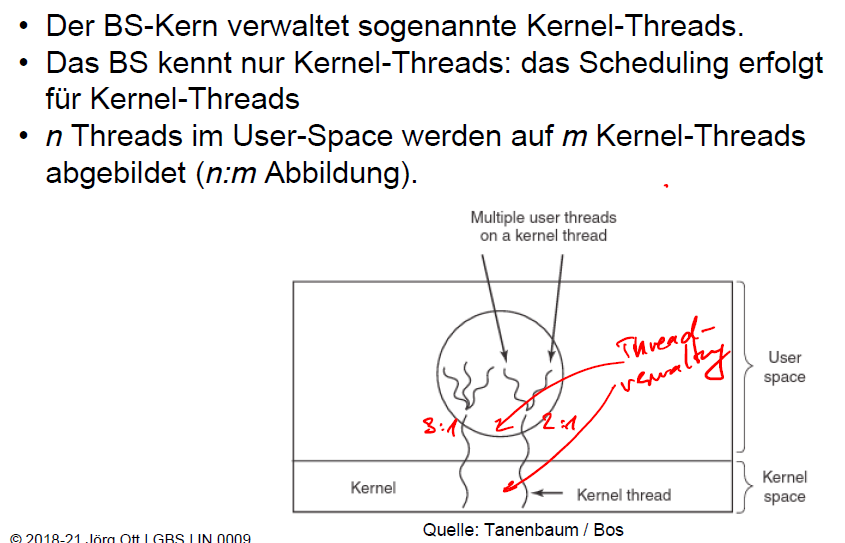 • Der BS-Kern verwaltet sogenannte Kernel-Threads.
• Das BS kennt nur Kernel-Threads: das Scheduling erfolgt
für Kernel-Threads
• n Threads im User-Space werden auf m Kernel-Threads
abgebildet (n:m Abbildung).
Multiple user threads
on a kernel thread
Thread-
verwaltung
User
space
3:1
2:1
Kernel
Kernel thread
Kernel
space
Quelle: Tanenbaum / Bos
© 2018-21 Jörg Ott | GBS | IN 0009